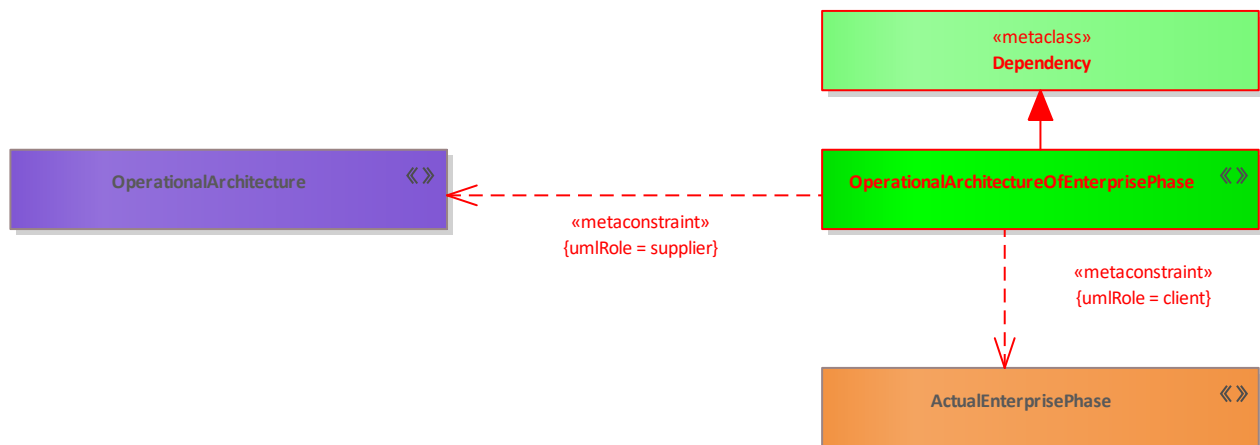 «metaclass»
Dependency
OperationalArchitecture
«»
OperationalArchitectureOfEnterprisePhase
«»
«metaconstraint»
{umlRole = supplier}
«metaconstraint»
{umlRole = client}
ActualEnterprisePhase
«»